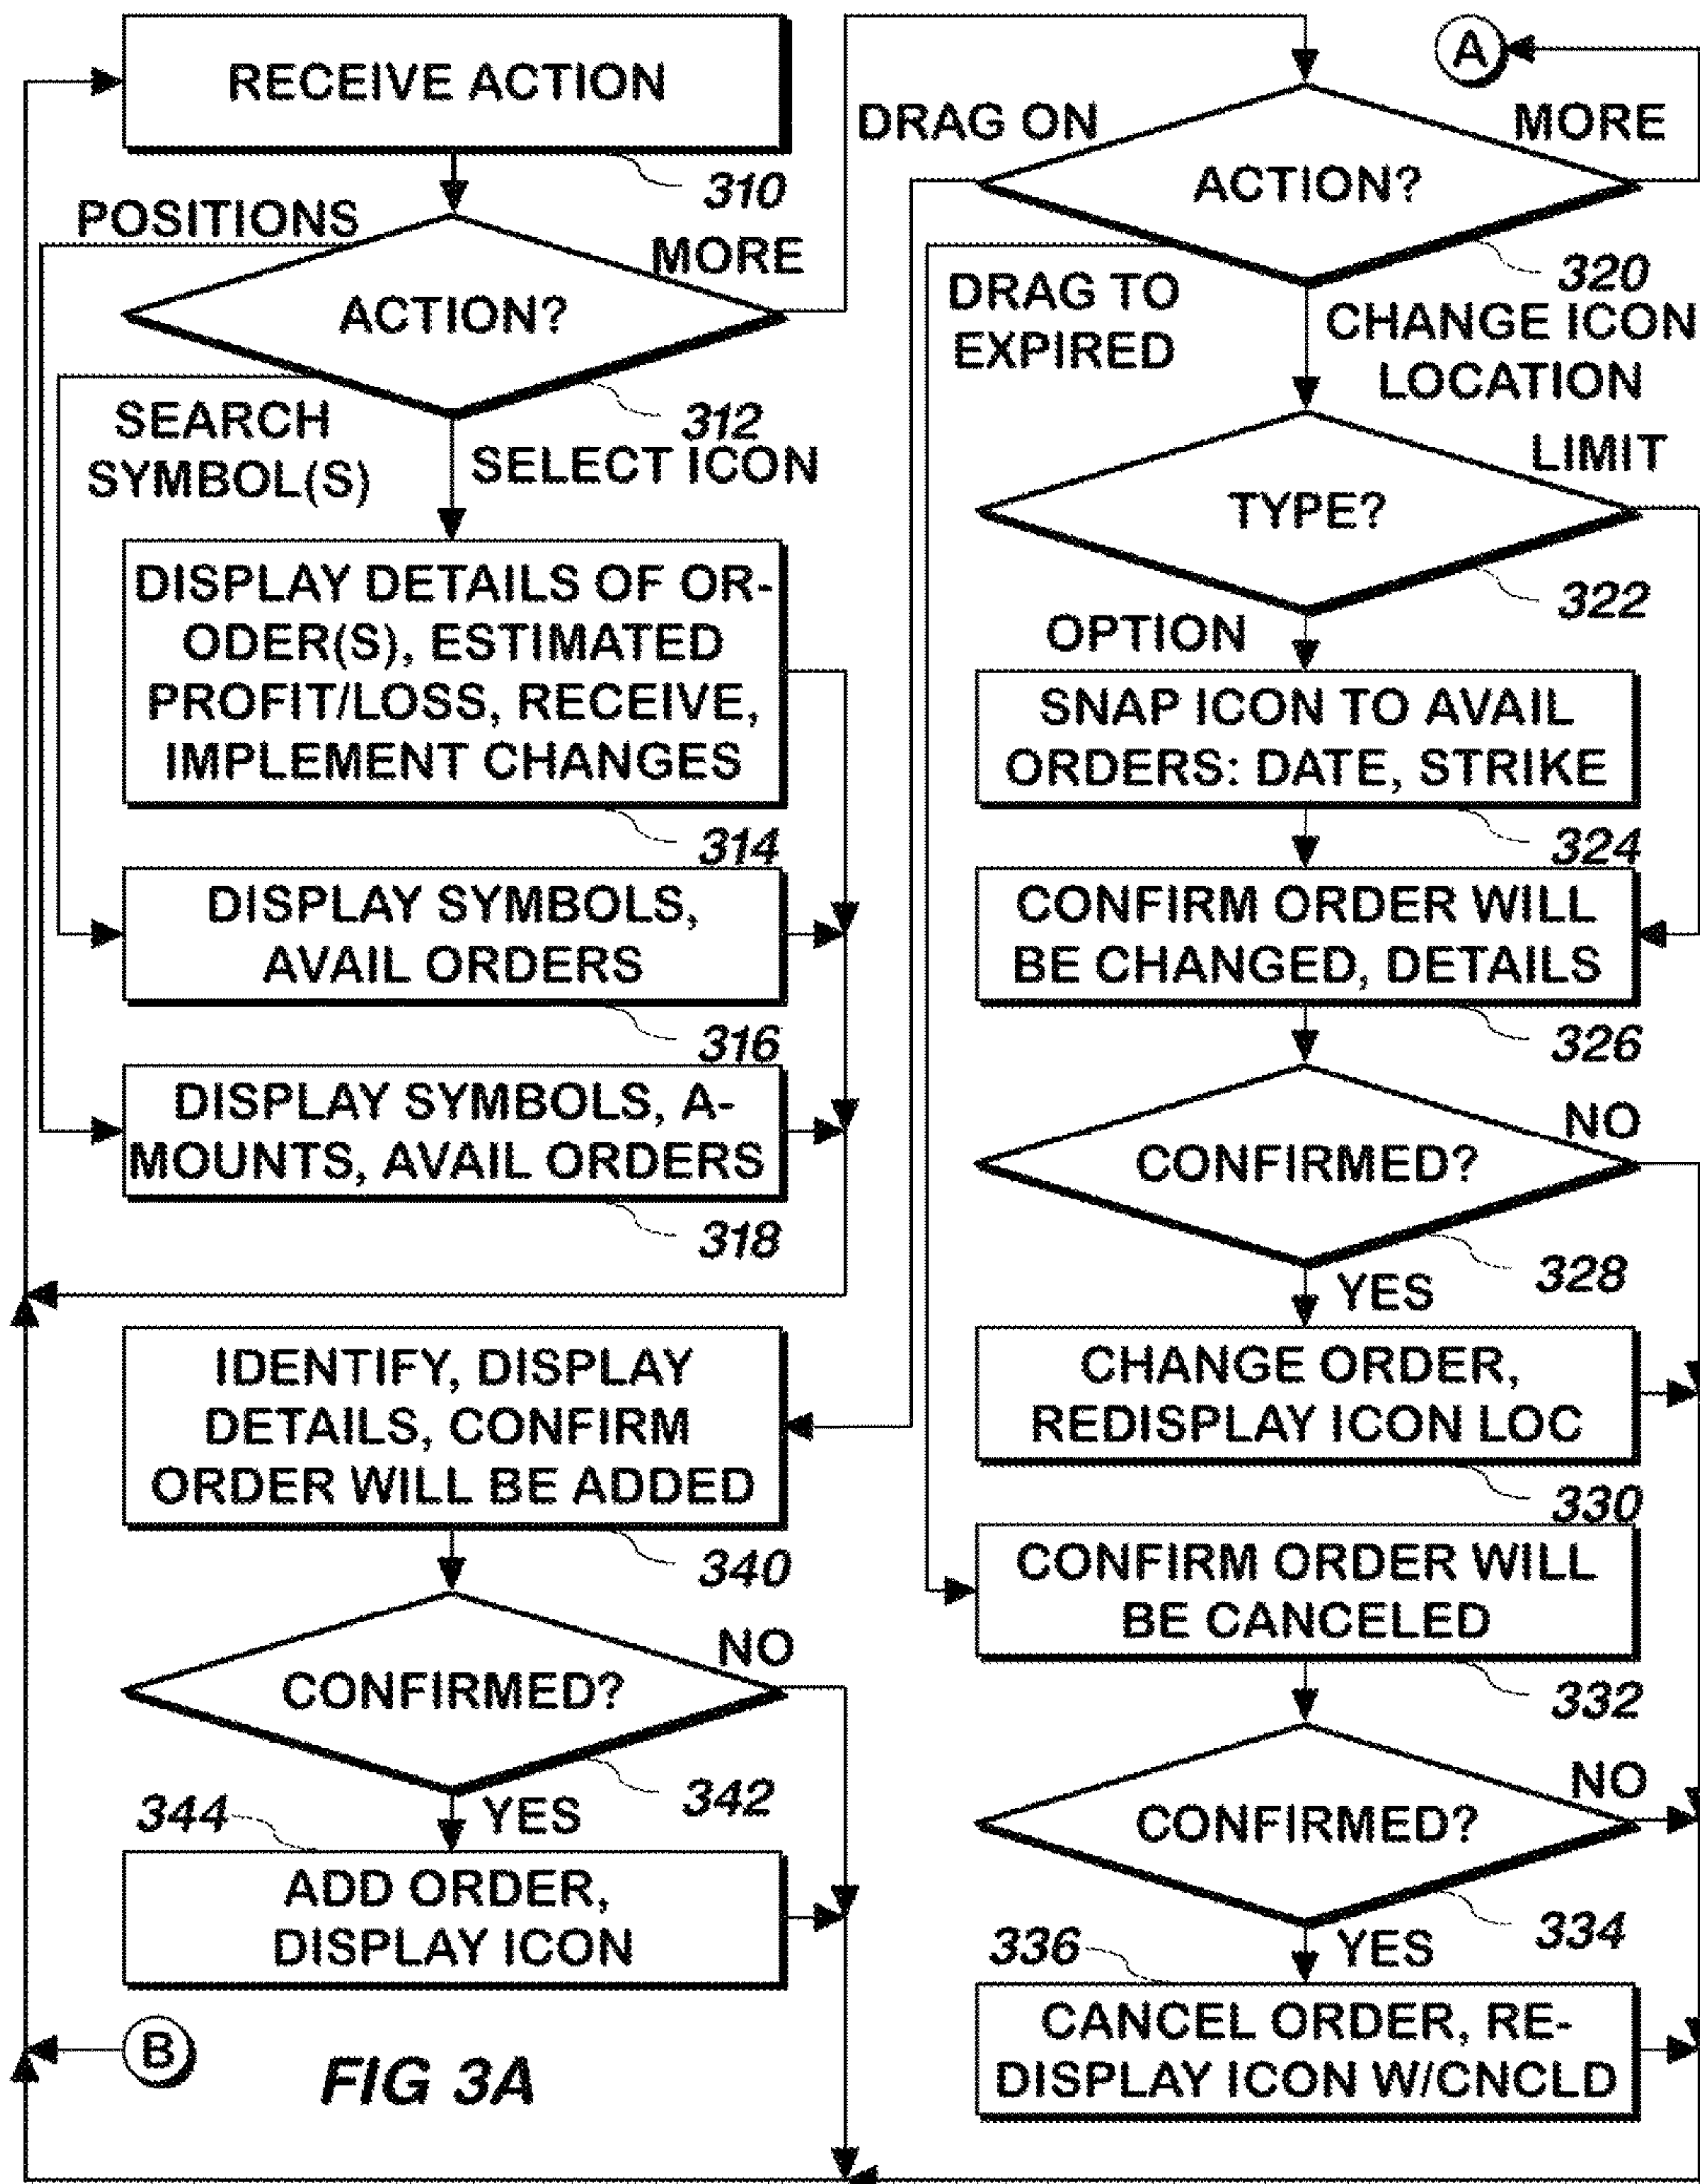 RECEIVE ACTION
310
POSITIONS
MORE
ACTION?
312
SEARCH
SYMBOL(S)
SELECT ICON
DISPLAY DETAILS OF OR-
ODER(S), ESTIMATED
PROFIT/LOSS, RECEIVE,
IMPLEMENT CHANGES
314
DISPLAY SYMBOLS,
AVAIL ORDERS
316
DISPLAY SYMBOLS, A-
MOUNTS, AVAIL ORDERS
318
IDENTIFY, DISPLAY
DETAILS, CONFIRM
ORDER WILL BE ADDED
340
NO
CONFIRMED?
342
344
YES
ADD ORDER,
DISPLAY ICON
B
FIG 3A
A
DRAG ON
MORE
ACTION?
320
DRAG TO
EXPIRED
CHANGE ICON
LOCATION
LIMIT
TYPE?
322
OPTION
SNAP ICON TO AVAIL
ORDERS: DATE, STRIKE
324
CONFIRM ORDER WILL
BE CHANGED, DETAILS
326
NO
CONFIRMED?
328
YES
CHANGE ORDER,
REDISPLAY ICON LOC
330
CONFIRM ORDER WILL
BE CANCELED
332
NO
CONFIRMED?
334
336
YES
CANCEL ORDER, RE-
DISPLAY ICON W/CNCLD